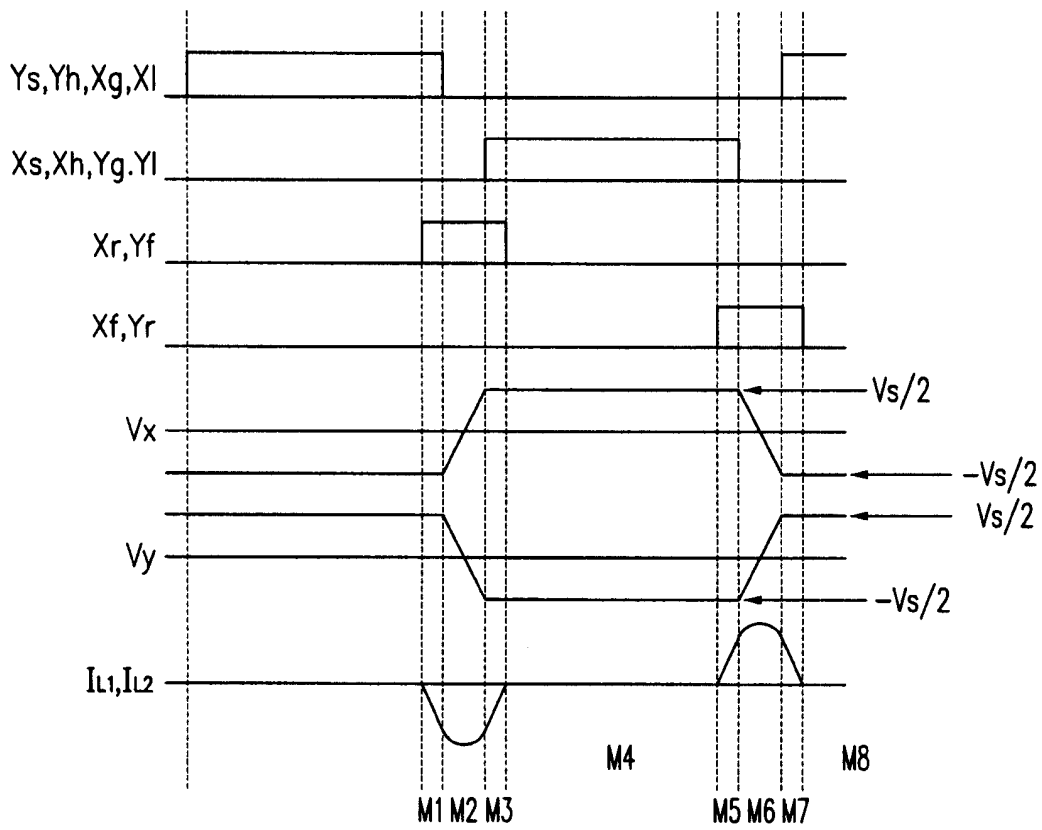 Ys,Yh,Xg,Xl
Xs,Xh,Yg.Yl
Xr,Yf
Xf,Yr
Vs/2
Vx
-Vs/2
Vs/2
Vy
-Vs/2
IL1,IL2
M4
M8
M1 M2 M3
M5 M6 M7